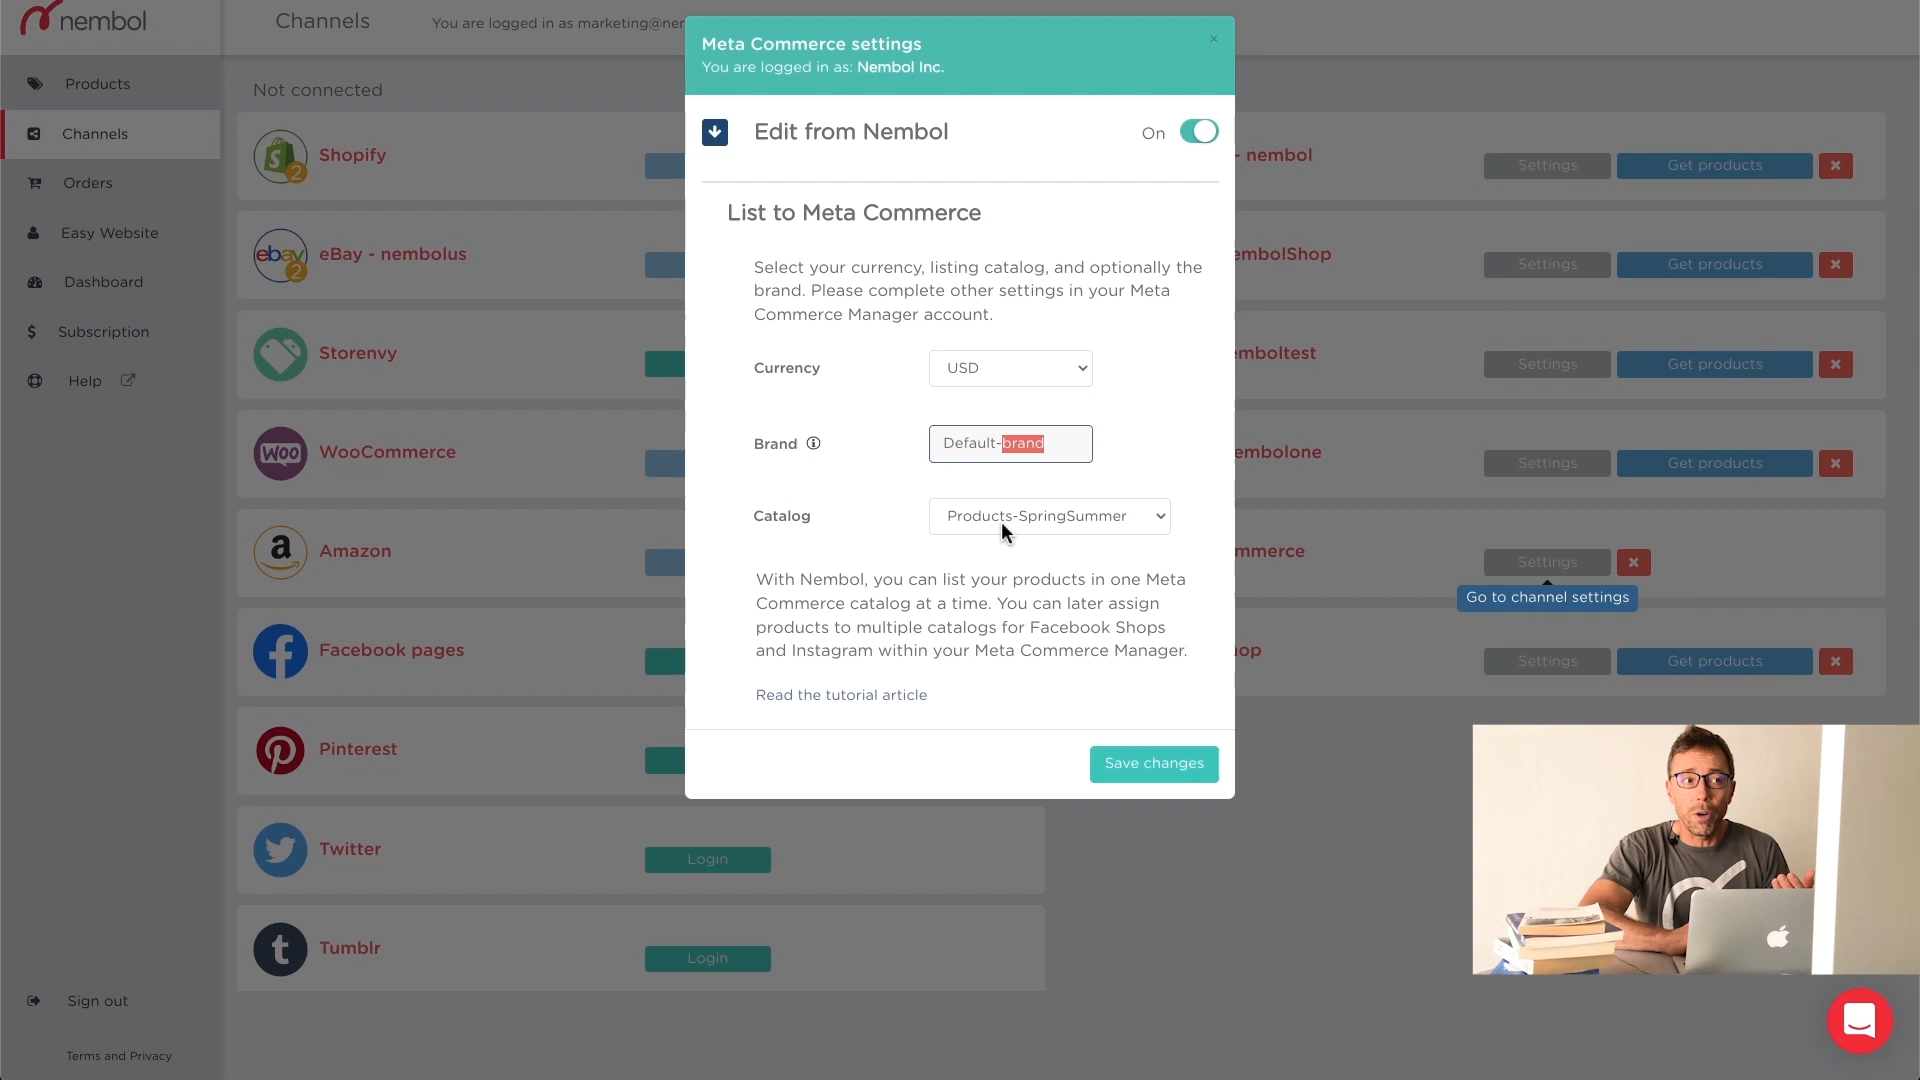 nembol
Channels
You are logged in as marketing@ner
Products
Channels
Orders
Easy Website
Dashboard
Subscription
Help
Sign out
Terms and Privacy
Not connected
Shopify
2
eBay - nembolus
ebay
2
Storenvy
WooCommerce
WOO
Amazon
a
Facebook pages
Pinterest
Twitter
Login
Tumblr
t
Login
Meta Commerce settings
×
You are logged in as: Nembol Inc.
Edit from Nembol
On
List to Meta Commerce
Select your currency, listing catalog, and optionally the
brand. Please complete other settings in your Meta
Commerce Manager account.
Currency
USD
Brand
Default-brand
Catalog
Products-SpringSummer
With Nembol, you can list your products in one Meta
Commerce catalog at a time. You can later assign
products to multiple catalogs for Facebook Shops
and Instagram within your Meta Commerce Manager.
Read the tutorial article
Save changes
- nembol
Settings
Get products
embolShop
Settings
Get products
emboltest
Settings
Get products
embolone
Settings
Get products
mmerce
Settings
Go to channel settings
op
Settings
Get products